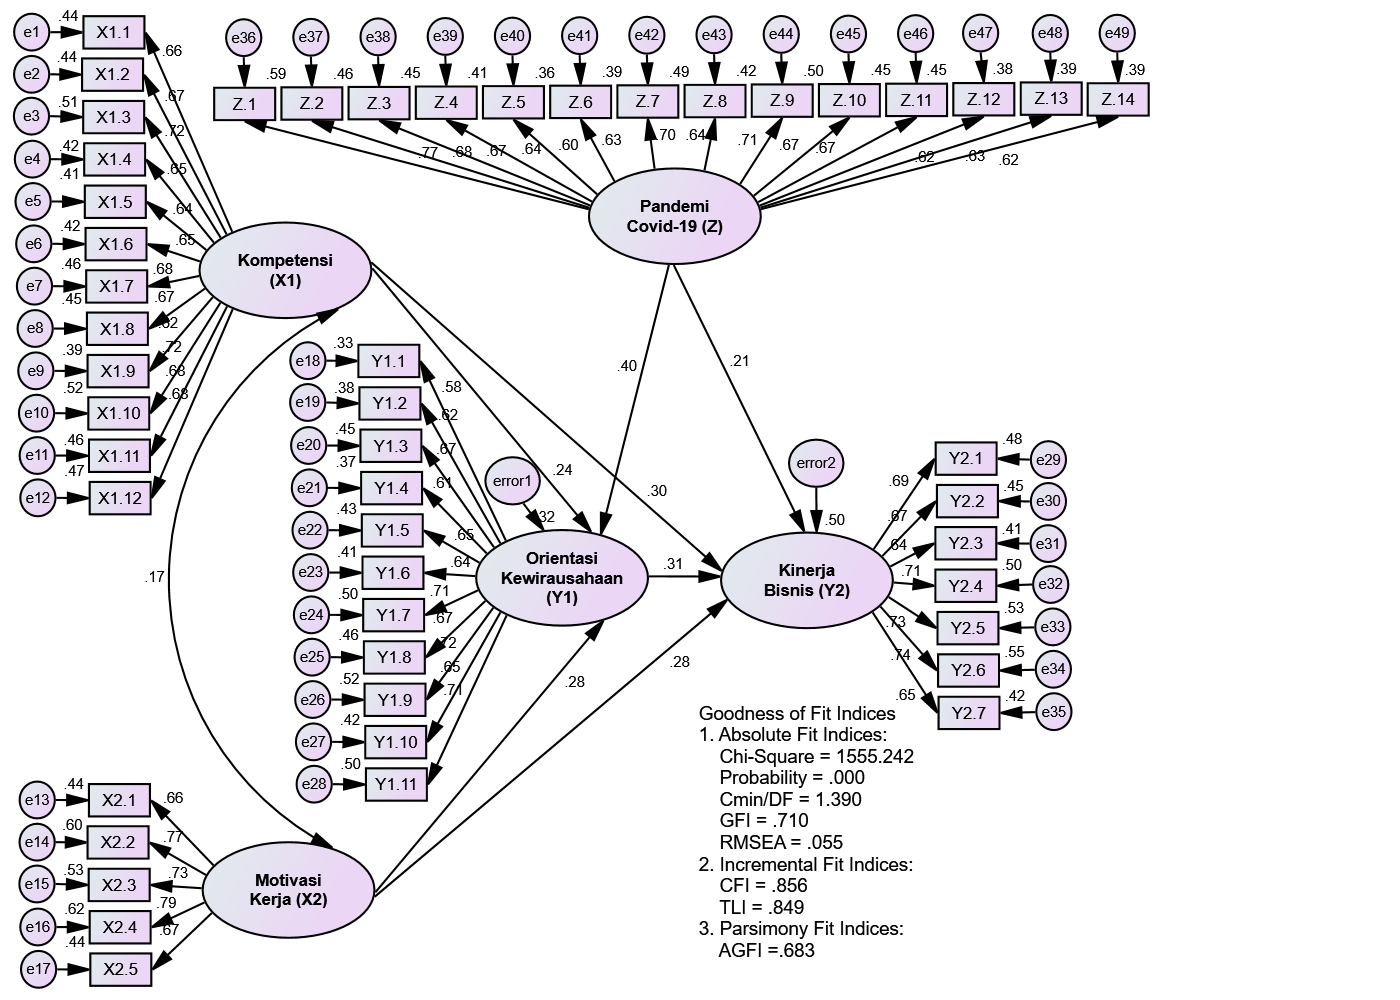 e1 .44 X1.1 .66
e2 .44 X1.2 .67
e3 .51 X1.3 .72
e4 .42 X1.4 .65
e5 .41 X1.5 .64
e6 .42 X1.6 .65
e7 .46 X1.7 .68
e8 .45 X1.8 .67
e9 .39 X1.9 .62
e10 .52 X1.10 .72
e11 .46 X1.11 .68
e12 .47 X1.12 .68
Kompetensi
(X1)
e36 e37 e38 e39 e40 e41 e42 e43 e44 e45 e46 e47 e48 e49
.59 .46 .45 .41 .36 .39 .49 .42 .50 .45 .45 .38 .39 .39
Z.1 Z.2 Z.3 Z.4 Z.5 Z.6 Z.7 Z.8 Z.9 Z.10 Z.11 Z.12 Z.13 Z.14
.77 .68 .67 .64 .60 .63 .70 .64 .71 .67 .67 .62 .63 .62
Pandemi
Covid-19 (Z)
.40
.21
.24
.30
.17
e18 .33 Y1.1 .58
e19 .38 Y1.2 .62
e20 .45 Y1.3 .67
e21 .37 Y1.4 .61
e22 .43 Y1.5 .65
e23 .41 Y1.6 .64
e24 .50 Y1.7 .71
e25 .46 Y1.8 .67
e26 .52 Y1.9 .72
e27 .42 Y1.10 .65
e28 .50 Y1.11 .71
error1
.32
Orientasi
Kewirausahaan
(Y1)
.31
error2
.50
Kinerja
Bisnis (Y2)
.69 Y2.1 .48 e29
.67 Y2.2 .45 e30
.64 Y2.3 .41 e31
.71 Y2.4 .50 e32
.73 Y2.5 .53 e33
.74 Y2.6 .55 e34
.65 Y2.7 .42 e35
.28
.28
e13 .44 X2.1 .66
e14 .60 X2.2 .77
e15 .53 X2.3 .73
e16 .62 X2.4 .79
e17 .44 X2.5 .67
Motivasi
Kerja (X2)
Goodness of Fit Indices
1. Absolute Fit Indices:
Chi-Square = 1555.242
Probability = .000
Cmin/DF = 1.390
GFI = .710
RMSEA = .055
2. Incremental Fit Indices:
CFI = .856
TLI = .849
3. Parsimony Fit Indices:
AGFI =.683